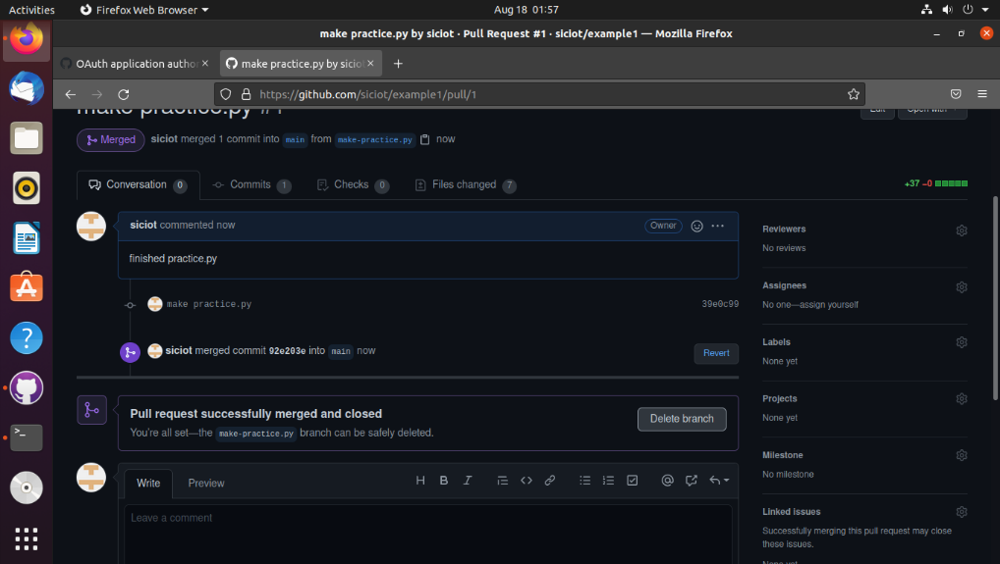 Activities Firefox Web Browser Aug 18 01:57
make practice.py by siciot · Pull Request #1 · siciot/example1 — Mozilla Firefox
OAuth application autho make practice.py by siciot
https://github.com/siciot/example1/pull/1
make practice.py #1 Edit Open with
Merged siciot merged 1 commit into main from make-practice.py now
Conversation 0 Commits 1 Checks 0 Files changed 7 +37 −0
siciot commented now Owner
finished practice.py
make practice.py 39e0c99
siciot merged commit 92e203e into main now Revert
Pull request successfully merged and closed
You're all set—the make-practice.py branch can be safely deleted.
Delete branch
Write Preview
H B I
Leave a comment
Reviewers
No reviews
Assignees
No one—assign yourself
Labels
None yet
Projects
None yet
Milestone
No milestone
Linked issues
Successfully merging this pull request may close
these issues.
None yet